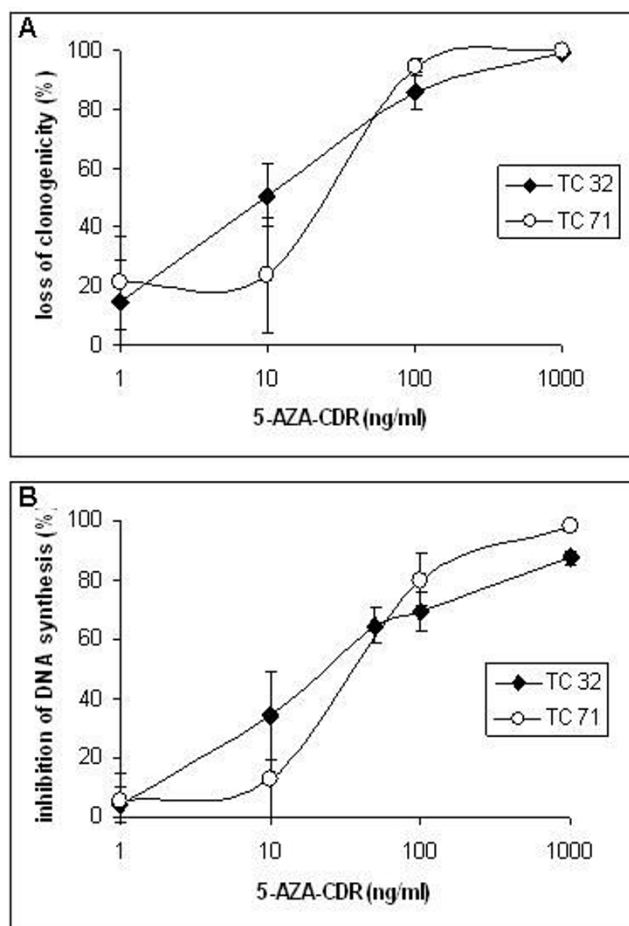 A
loss of clonogenicity (%)
100
80
60
40
20
0
1 10 100 1000
5-AZA-CDR (ng/ml)
TC 32
TC 71
B
inhibition of DNA synthesis (%)
100
80
60
40
20
0
1 10 100 1000
5-AZA-CDR (ng/ml)
TC 32
TC 71